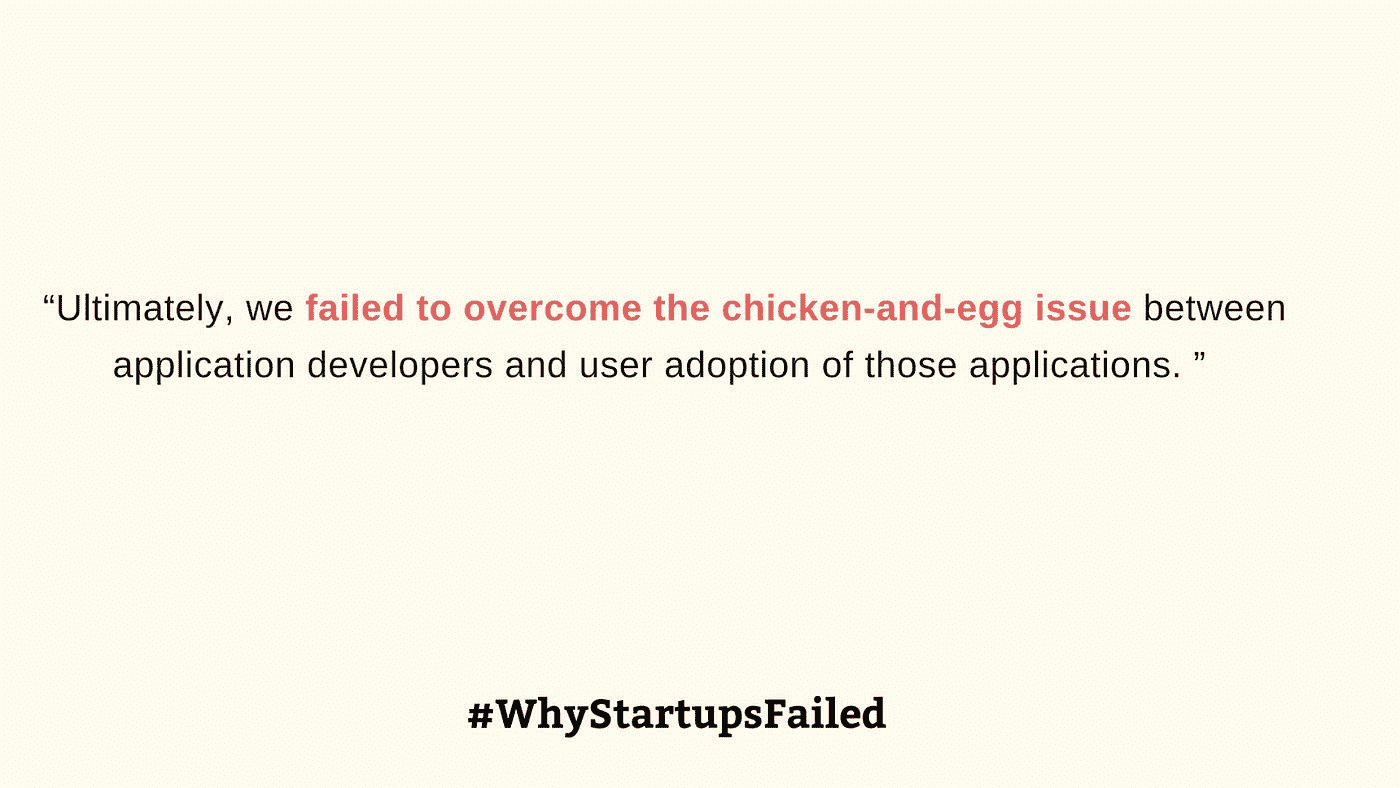 “Ultimately, we failed to overcome the chicken-and-egg issue between
application developers and user adoption of those applications. ”
#WhyStartupsFailed